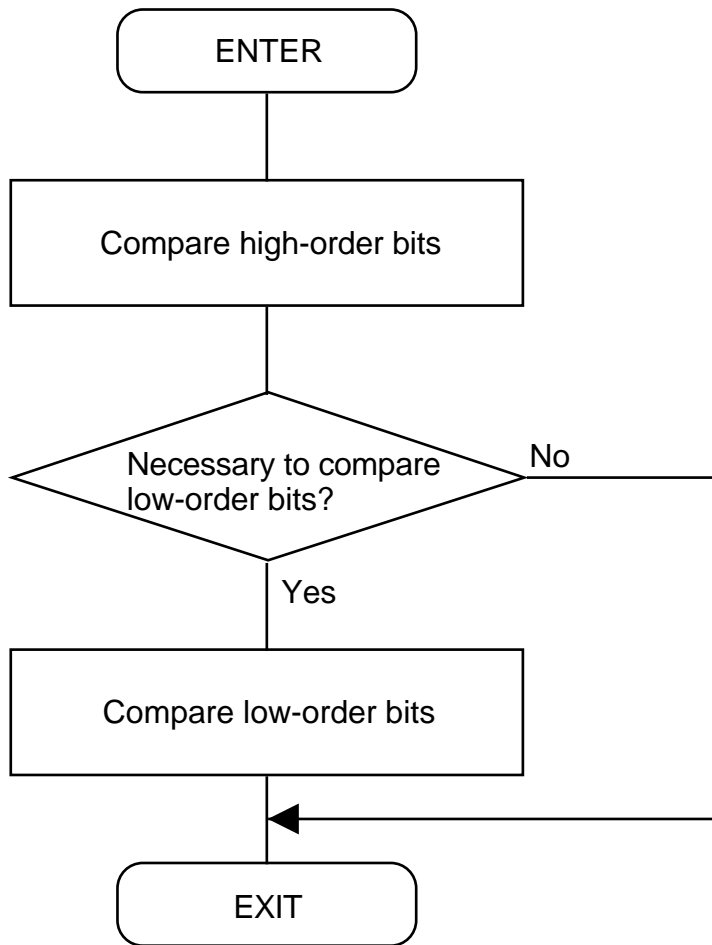 ENTER
Compare high-order bits
Necessary to compare
low-order bits?
No
Yes
Compare low-order bits
EXIT